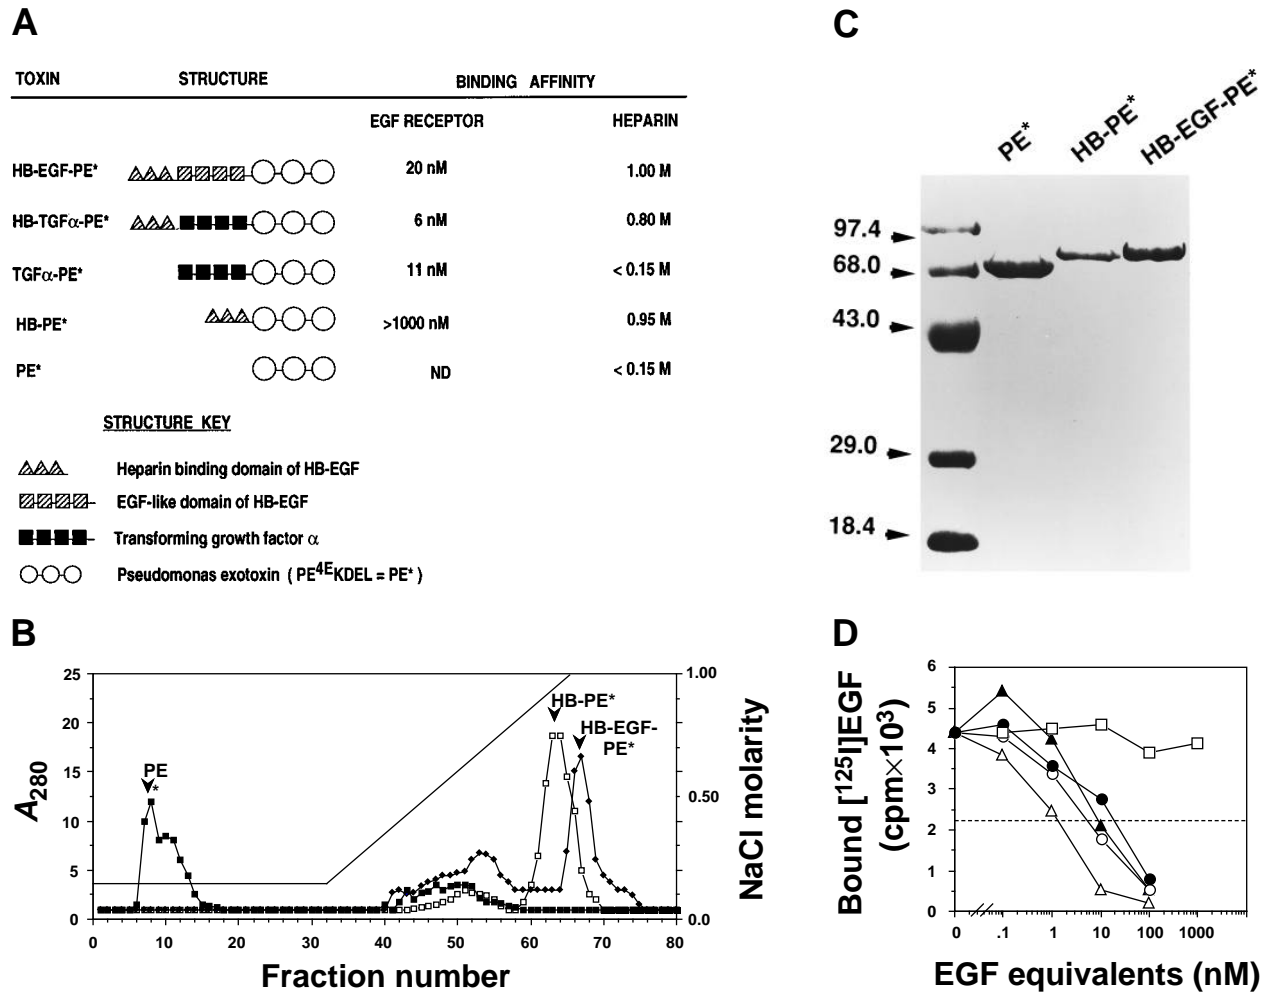 A
TOXIN STRUCTURE BINDING AFFINITY
EGF RECEPTOR HEPARIN
HB-EGF-PE* 20 nM 1.00 M
HB-TGFα-PE* 6 nM 0.80 M
TGFα-PE* 11 nM < 0.15 M
HB-PE* >1000 nM 0.95 M
PE* ND < 0.15 M
STRUCTURE KEY
Heparin binding domain of HB-EGF
EGF-like domain of HB-EGF
Transforming growth factor α
Pseudomonas exotoxin ( PE4EKDEL = PE* )
B
A280
25
20
15
10
5
0
PE
*
HB-PE*
HB-EGF-
PE*
1.00
0.50
0.0
NaCl molarity
0 10 20 30 40 50 60 70 80
Fraction number
C
PE*
HB-PE*
HB-EGF-PE*
97.4
68.0
43.0
29.0
18.4
D
Bound [125I]EGF
(cpm×103)
6
5
4
3
2
1
0
0 .1 1 10 100 1000
EGF equivalents (nM)